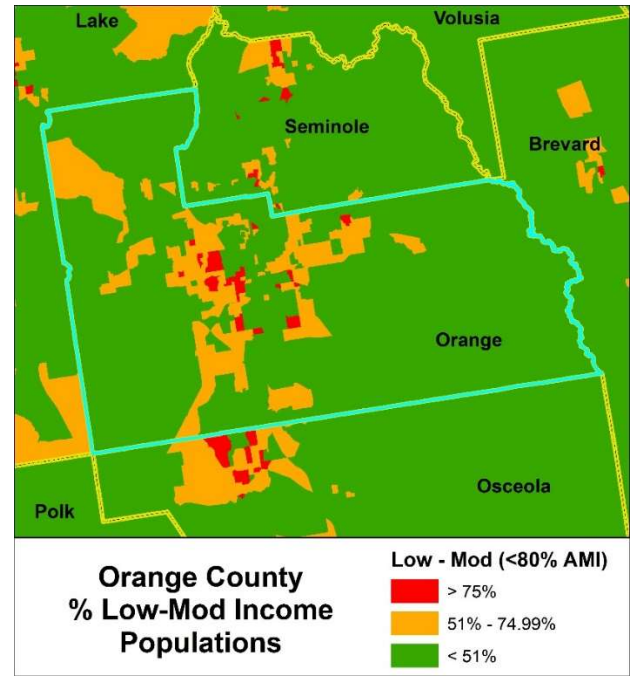 Lake
Volusia
Seminole
Brevard
Orange
Osceola
Polk
Orange County
% Low-Mod Income
Populations
Low - Mod (<80% AMI)
> 75%
51% - 74.99%
< 51%